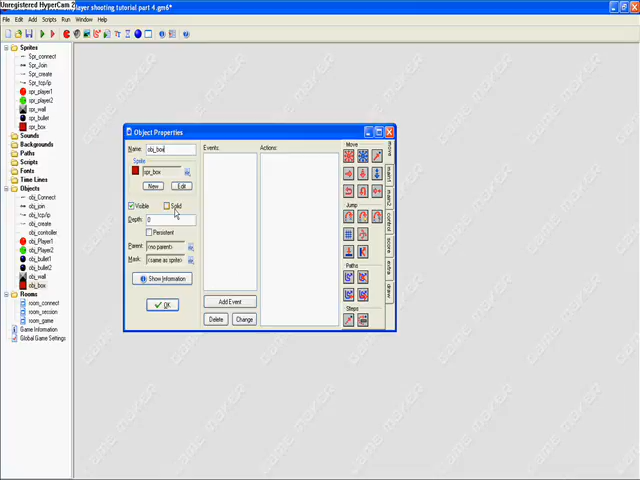 Unregistered HyperCam 2
player shooting tutorial part 4.gm6*
File Edit Scripts Run Window Help
Sprites
Spr_connect
Spr_Join
Spr_create
Spr_tcp/ip
spr_player1
spr_player2
spr_wall
spr_bullet
spr_box
Sounds
Backgrounds
Paths
Scripts
Fonts
Time Lines
Objects
obj_Connect
obj_join
obj_tcp/ip
obj_create
obj_controller
obj_Player1
obj_Player2
obj_bullet1
obj_bullet2
obj_wall
obj_box
Rooms
room_connect
room_session
room_game
Game Information
Global Game Settings
Object Properties
Name: obj_box
Sprite
spr_box
New Edit
Visible Solid
Depth: 0
Persistent
Parent: (no parent)
Mask: (same as sprite)
Show Information
OK
Events:
Add Event
Delete Change
Actions:
Move
Jump
Paths
Steps
move
main1
main2
control
score
extra
draw
GAME MAKER